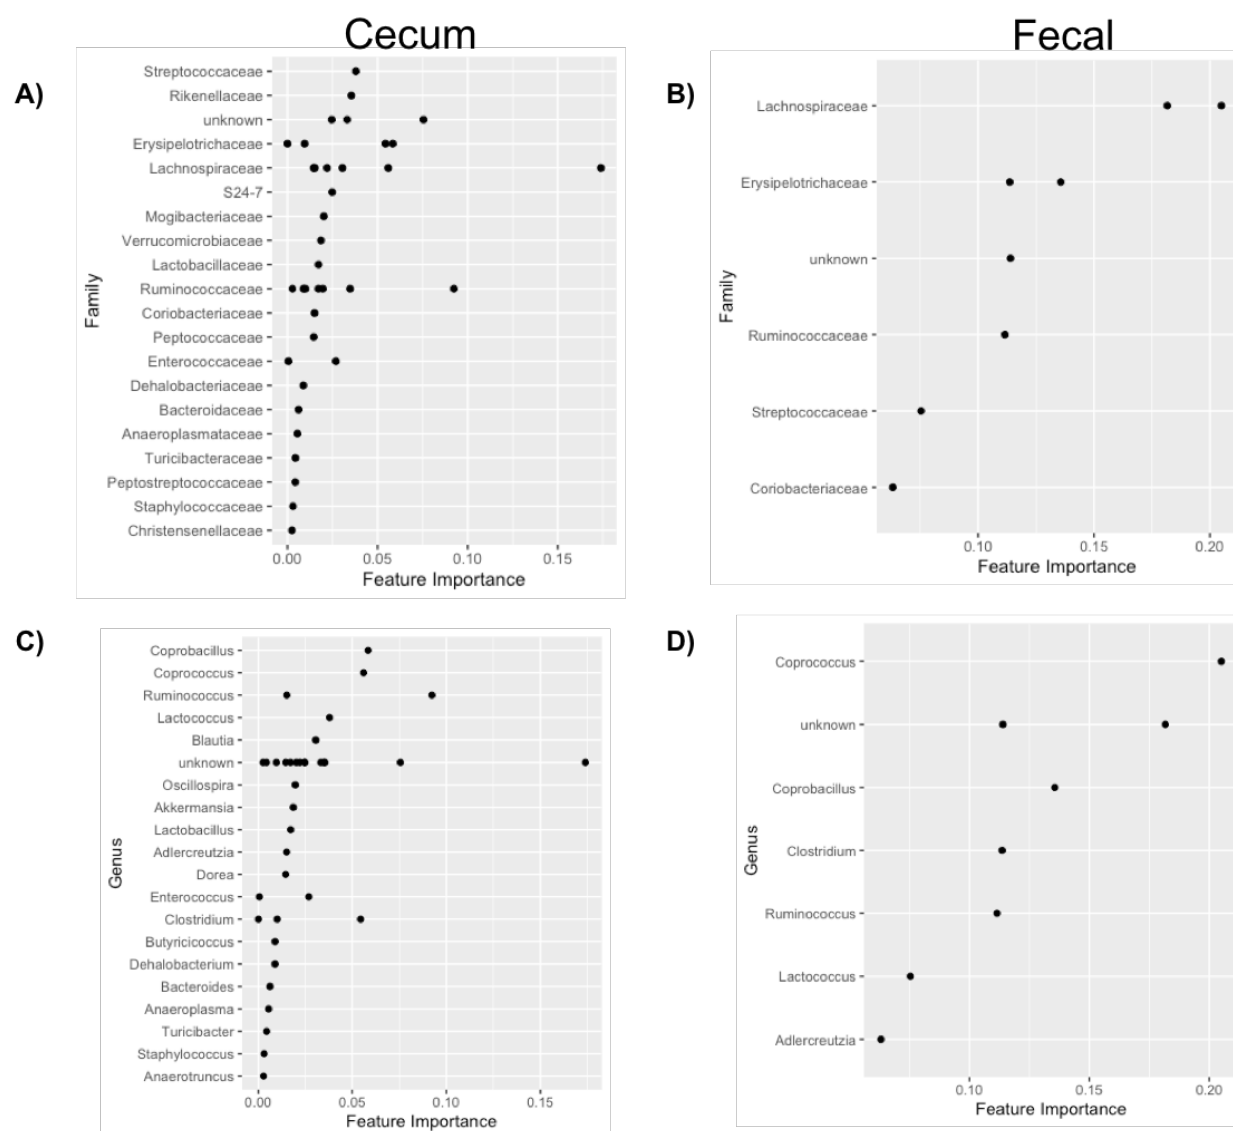 Cecum
Fecal
A)
Streptococcaceae
Rikenellaceae
unknown
Erysipelotrichaceae
Lachnospiraceae
S24-7
Mogibacteriaceae
Verrucomicrobiaceae
Lactobacillaceae
Ruminococcaceae
Coriobacteriaceae
Peptococcaceae
Enterococcaceae
Dehalobacteriaceae
Bacteroidaceae
Anaeroplasmataceae
Turicibacteraceae
Peptostreptococcaceae
Staphylococcaceae
Christensenellaceae
Family
0.00 0.05 0.10 0.15
Feature Importance
B)
Lachnospiraceae
Erysipelotrichaceae
unknown
Ruminococcaceae
Streptococcaceae
Coriobacteriaceae
Family
0.10 0.15 0.20
Feature Importance
C)
Coprobacillus
Coprococcus
Ruminococcus
Lactococcus
Blautia
unknown
Oscillospira
Akkermansia
Lactobacillus
Adlercreutzia
Dorea
Enterococcus
Clostridium
Butyricicoccus
Dehalobacterium
Bacteroides
Anaeroplasma
Turicibacter
Staphylococcus
Anaerotruncus
Genus
0.00 0.05 0.10 0.15
Feature Importance
D)
Coprococcus
unknown
Coprobacillus
Clostridium
Ruminococcus
Lactococcus
Adlercreutzia
Genus
0.10 0.15 0.20
Feature Importance